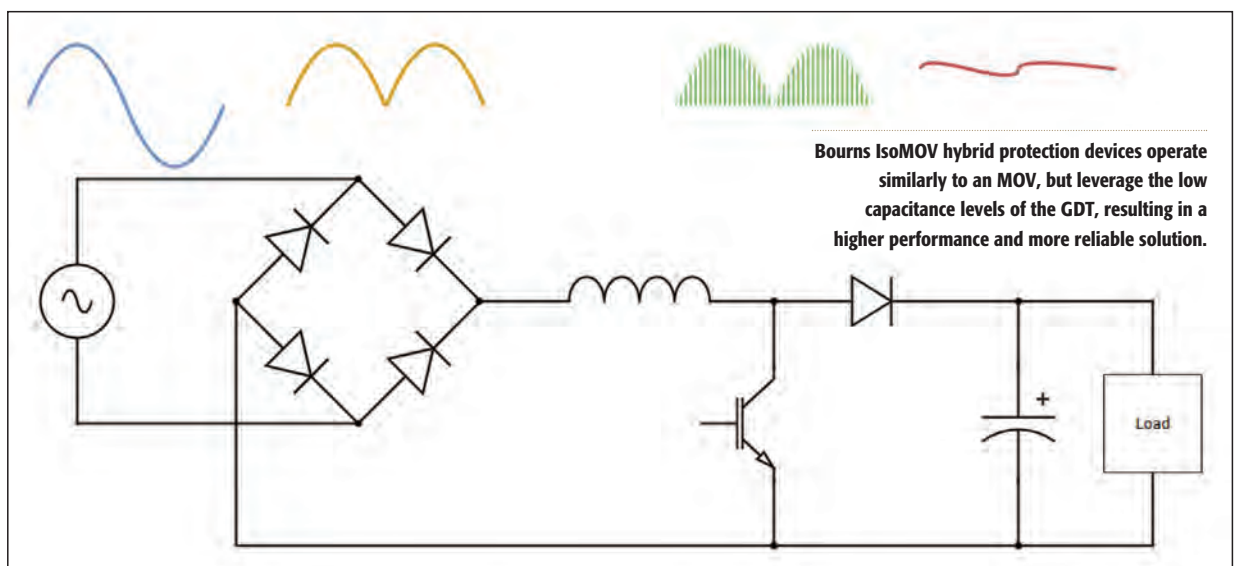 Bourns IsoMOV hybrid protection devices operate
similarly to an MOV, but leverage the low
capacitance levels of the GDT, resulting in a
higher performance and more reliable solution.
+
Load